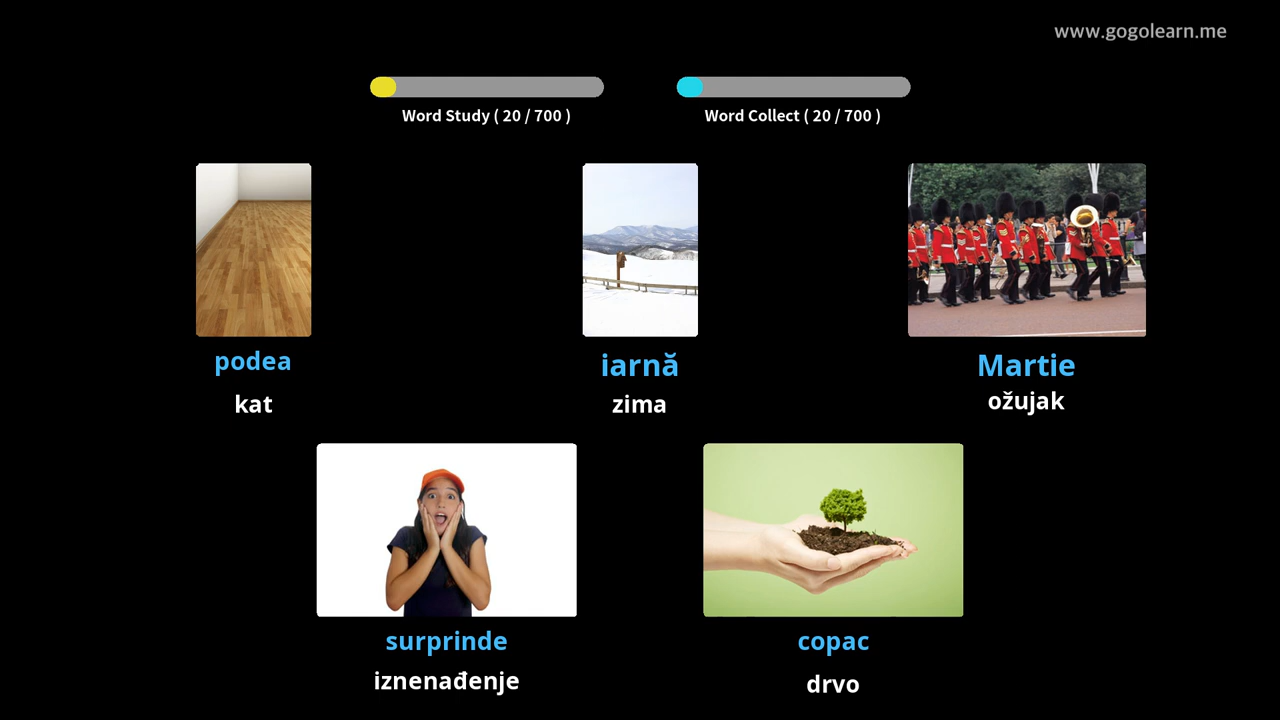 www.gogolearn.me
Word Study ( 20 / 700 )
Word Collect ( 20 / 700 )
podea
kat
iarnă
zima
Martie
ožujak
surprinde
iznenađenje
copac
drvo